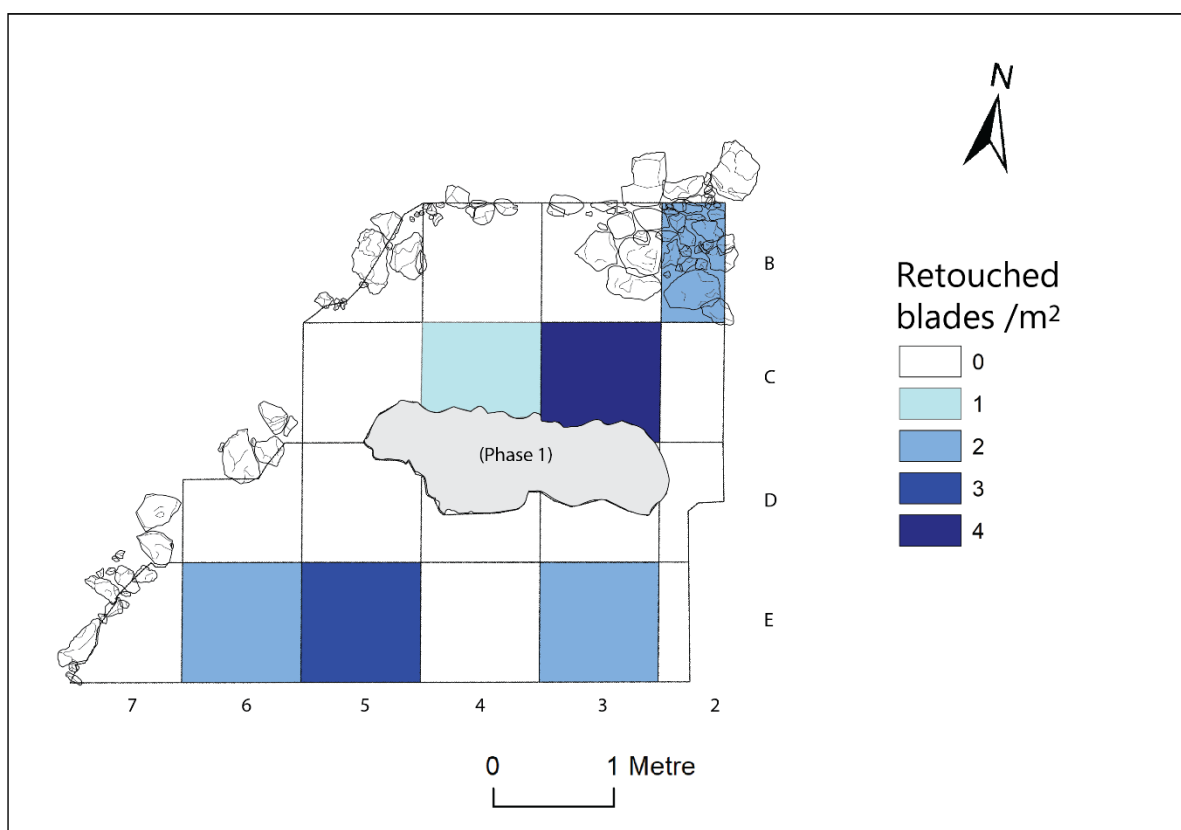 N
B
C
(Phase 1)
D
E
7 6 5 4 3 2
0 1 Metre
Retouched
blades /m²
0
1
2
3
4